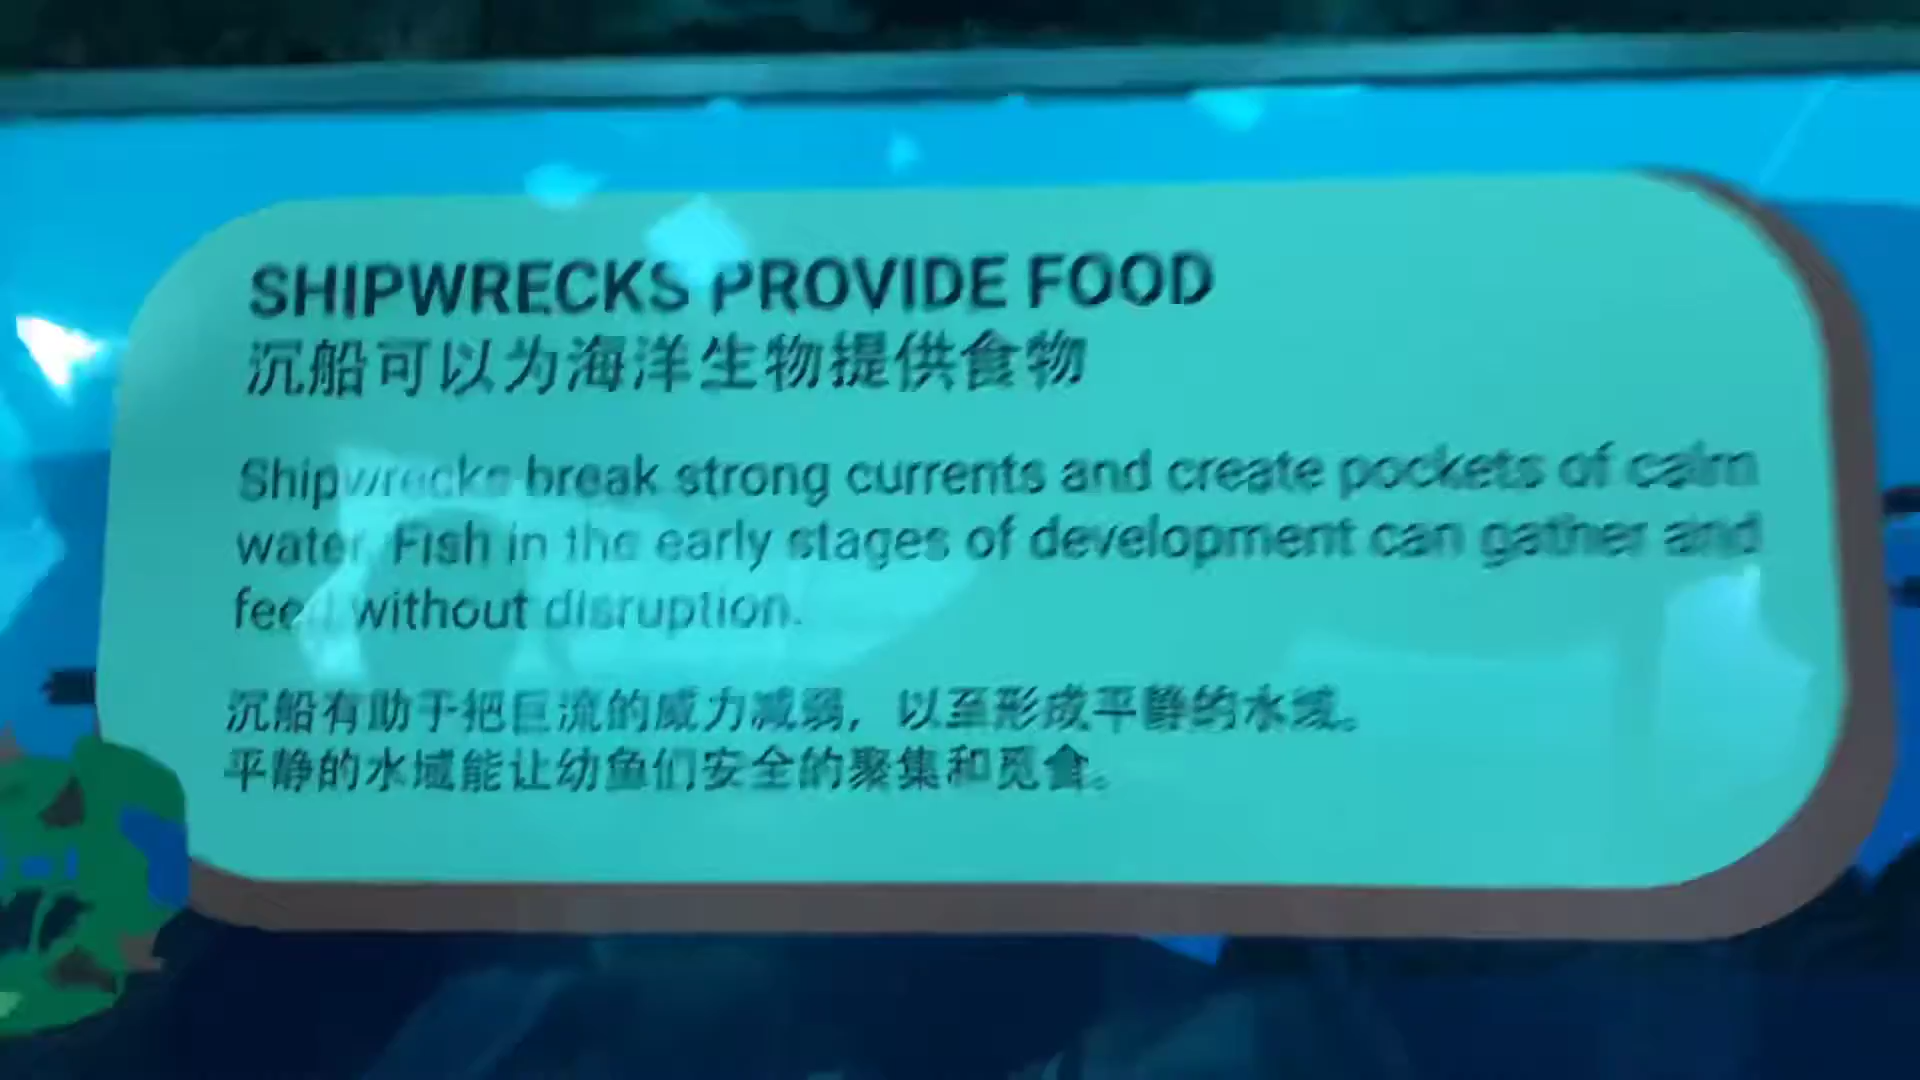 SHIPWRECKS PROVIDE FOOD
沉船可以为海洋生物提供食物
Shipwrecks break strong currents and create pockets of calm
water. Fish in the early stages of development can gather and
feed without disruption.
沉船有助于把巨流的威力减弱，以至形成平静的水域。
平静的水域能让幼鱼们安全的聚集和觅食。